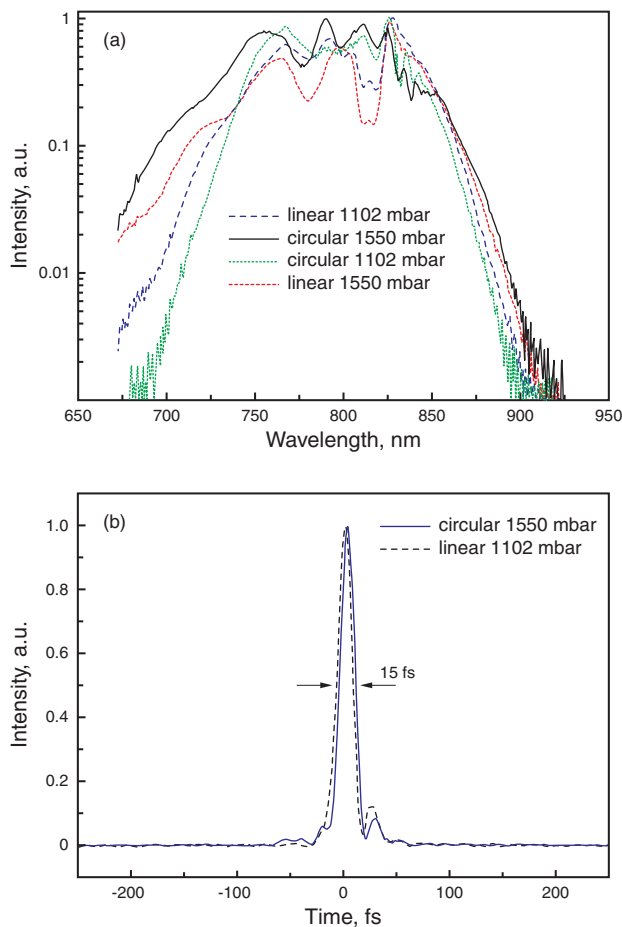 (a)
Intensity, a.u.
1
0.1
0.01
linear 1102 mbar
circular 1550 mbar
circular 1102 mbar
linear 1550 mbar
650 700 750 800 850 900 950
Wavelength, nm
(b)
Intensity, a.u.
1.0
0.8
0.6
0.4
0.2
0
circular 1550 mbar
linear 1102 mbar
15 fs
-200 -100 0 100 200
Time, fs